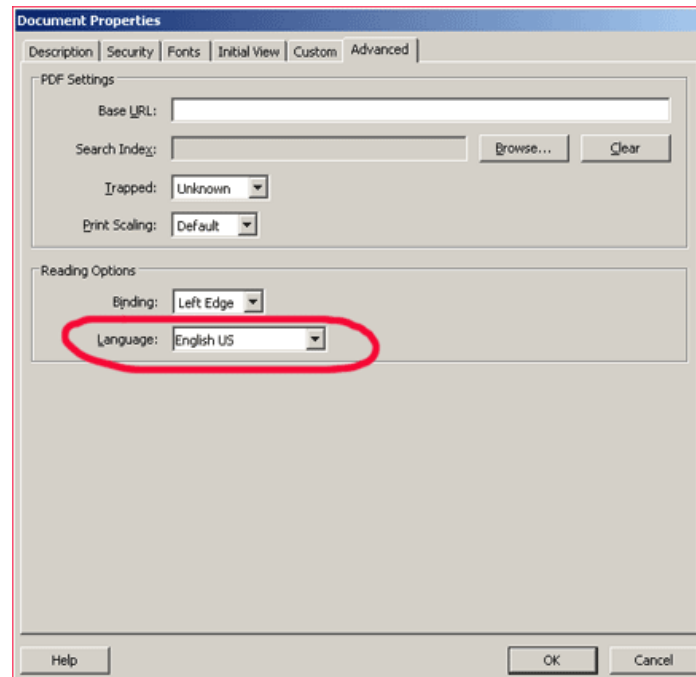 Document Properties
Description Security Fonts Initial View Custom Advanced
PDF Settings
Base URL:
Search Index: Browse... Clear
Trapped: Unknown
Print Scaling: Default
Reading Options
Binding: Left Edge
Language: English US
Help OK Cancel